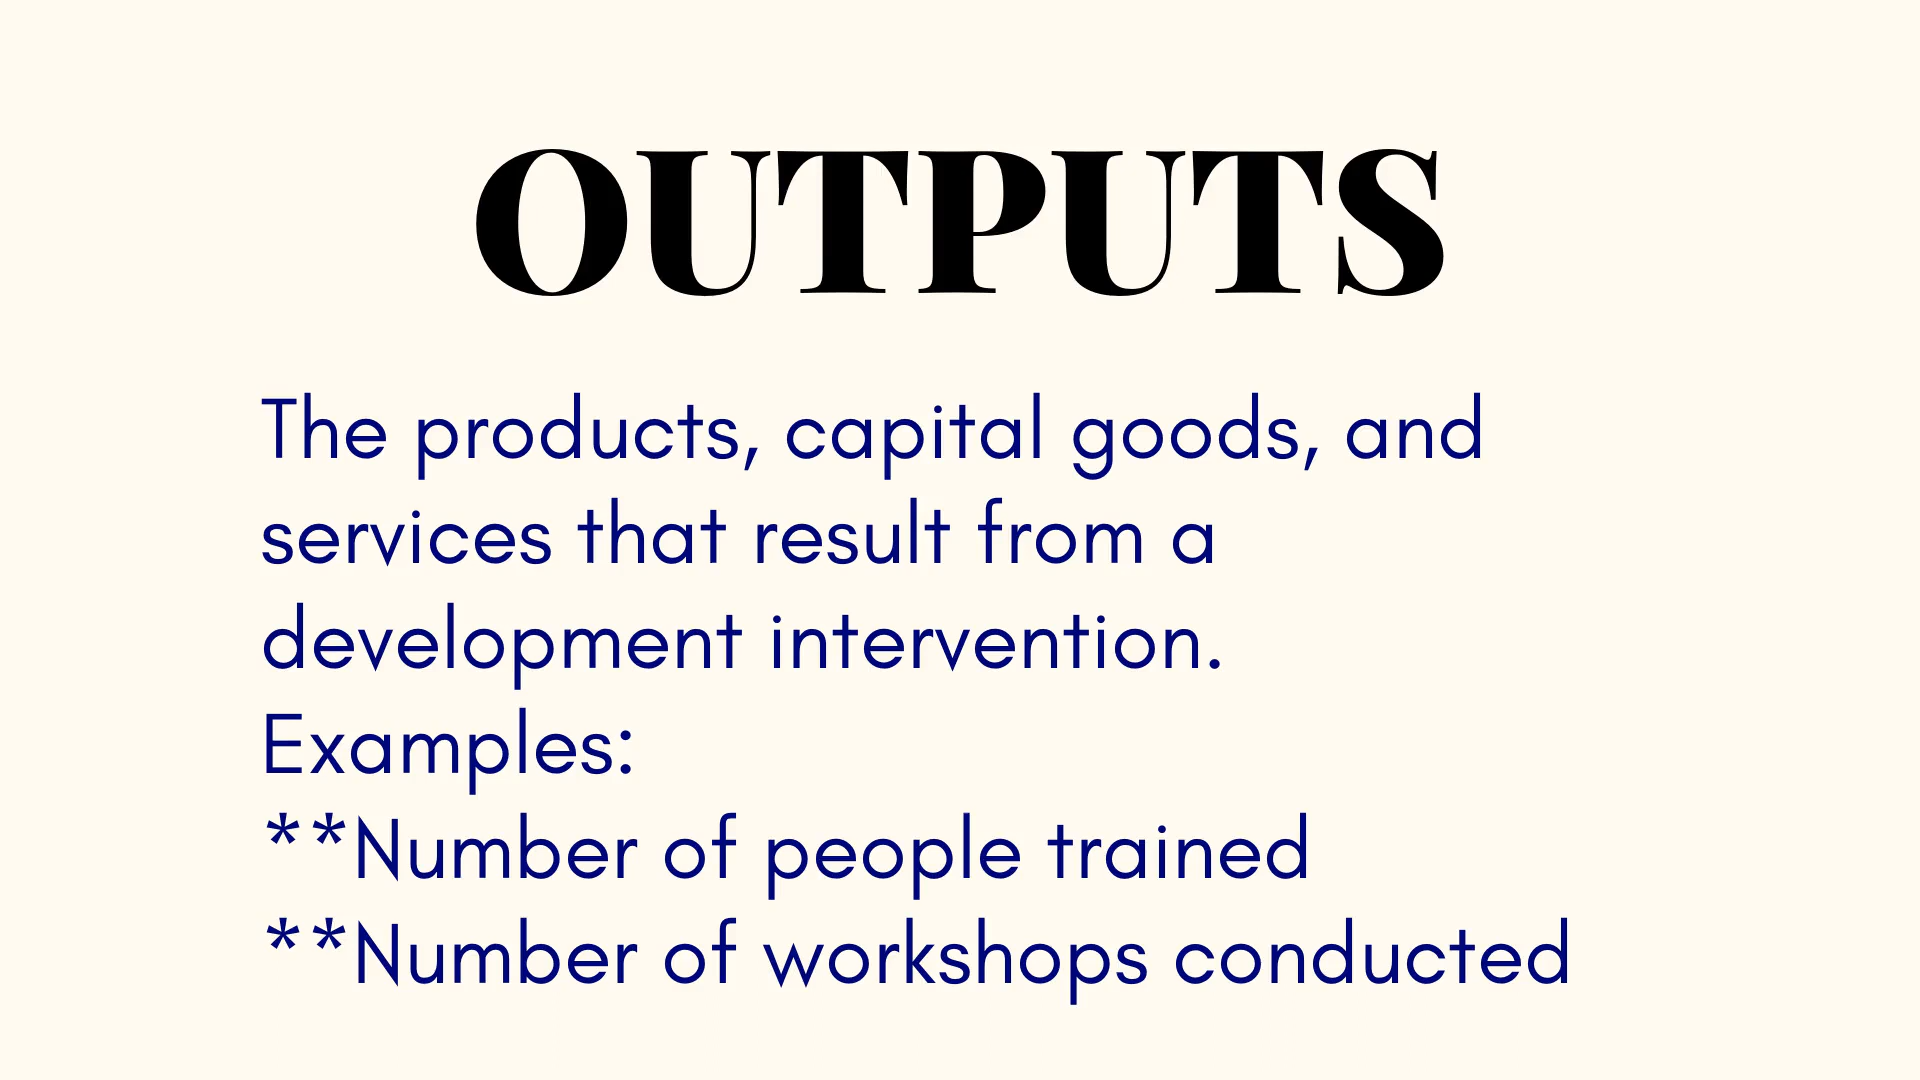 OUTPUTS
The products, capital goods, and
services that result from a
development intervention.
Examples:
**Number of people trained
**Number of workshops conducted